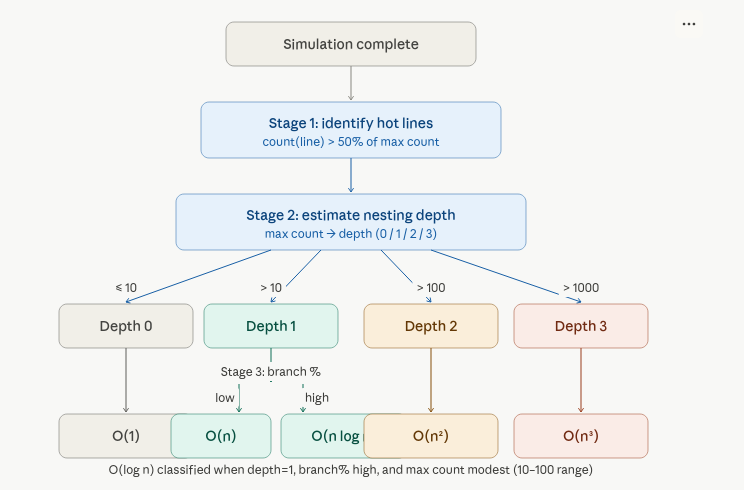 Simulation complete
Stage 1: identify hot lines
count(line) > 50% of max count
Stage 2: estimate nesting depth
max count → depth (0 / 1 / 2 / 3)
≤ 10
> 10
> 100
> 1000
Depth 0
Depth 1
Depth 2
Depth 3
Stage 3: branch %
low
high
O(1)
O(n)
O(n log
O(n²)
O(n³)
O(log n) classified when depth=1, branch% high, and max count modest (10–100 range)